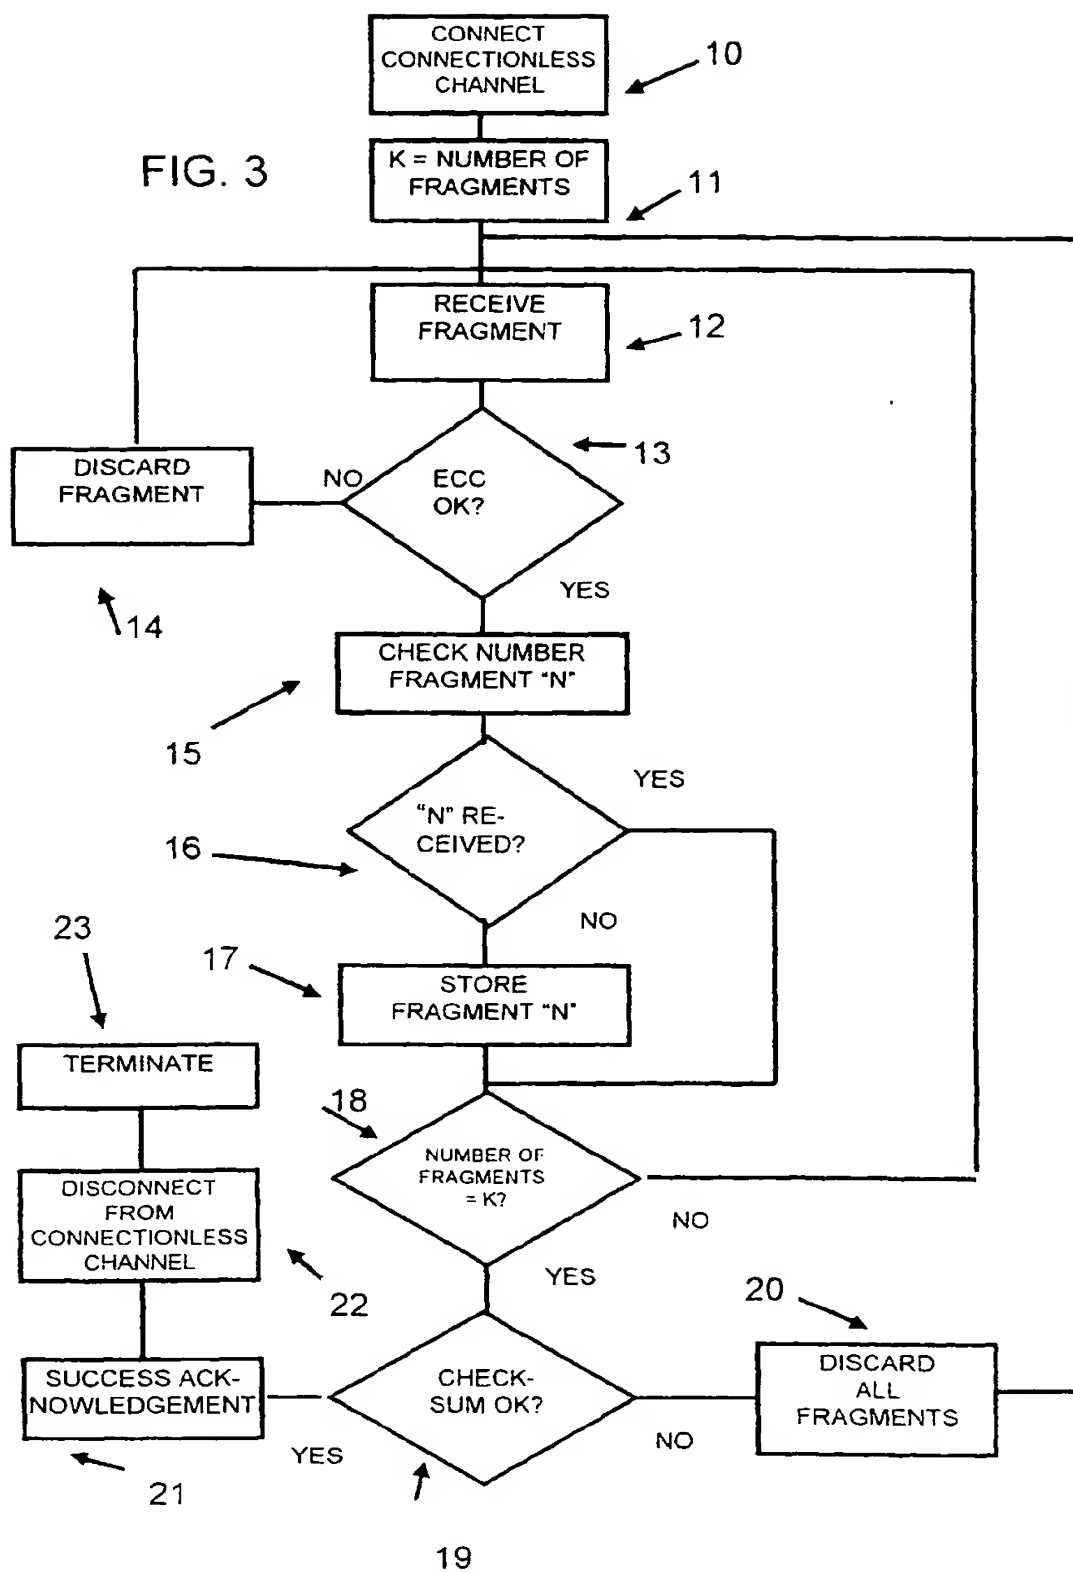 CONNECT
CONNECTIONLESS
CHANNEL
10
FIG. 3
K = NUMBER OF
FRAGMENTS
11
RECEIVE
FRAGMENT
12
13
DISCARD
FRAGMENT
NO
ECC
OK?
YES
14
CHECK NUMBER
FRAGMENT "N"
15
YES
"N" RE-
CEIVED?
16
NO
23
17
STORE
FRAGMENT "N"
TERMINATE
18
NUMBER OF
FRAGMENTS
= K?
DISCONNECT
FROM
CONNECTIONLESS
CHANNEL
NO
YES
22
20
SUCCESS ACK-
NOWLEDGEMENT
CHECK-
SUM OK?
DISCARD
ALL
FRAGMENTS
YES
NO
21
19